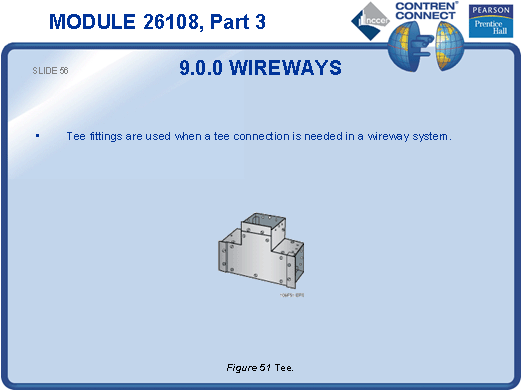 MODULE 26108, Part 3
nccer
CONTREN®
CONNECT
PEARSON
Prentice
Hall
SLIDE 56
9.0.0 WIREWAYS
• Tee fittings are used when a tee connection is needed in a wireway system.
Figure 51 Tee.